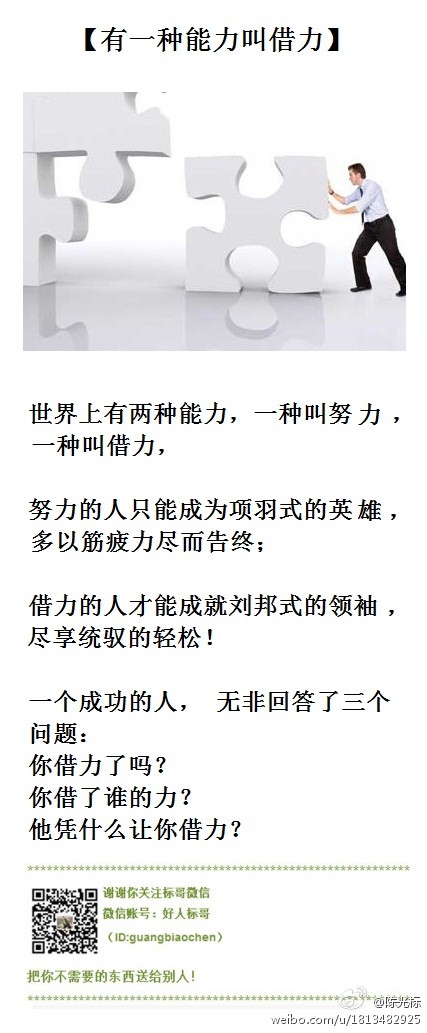 【有一种能力叫借力】
世界上有两种能力，一种叫努力，
一种叫借力，
努力的人只能成为项羽式的英雄，
多以筋疲力尽而告终；
借力的人才能成就刘邦式的领袖，
尽享统驭的轻松！
一个成功的人， 无非回答了三个
问题：
你借力了吗？
你借了谁的力？
他凭什么让你借力？
谢谢你关注标哥微信
微信账号：好人标哥
（ID:guangbiaochen）
把你不需要的东西送给别人！
@陈光标
weibo.com/u/1813482925